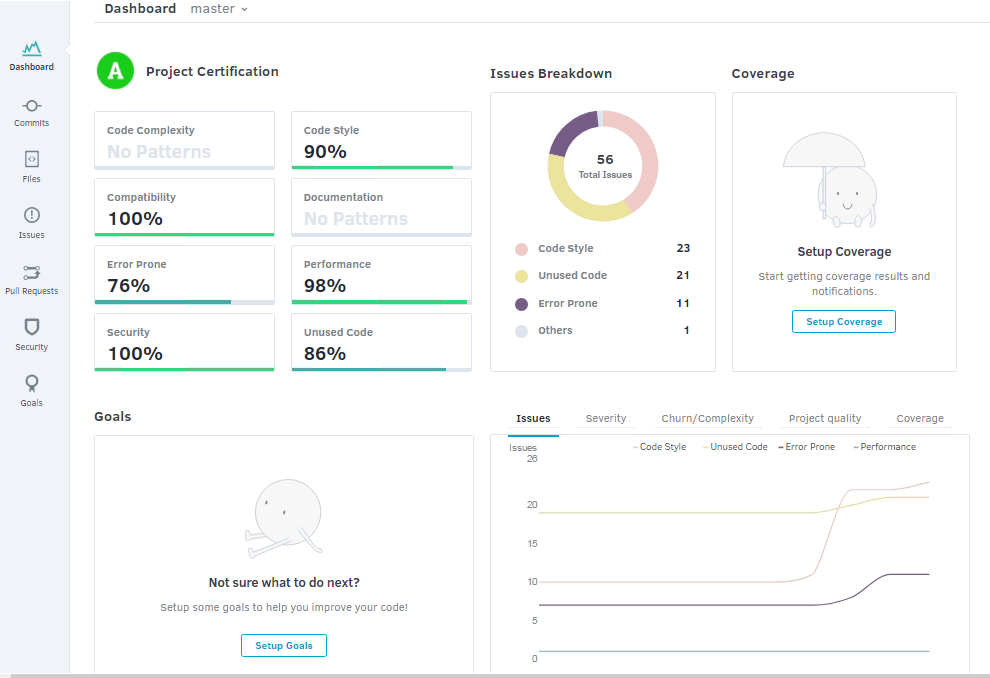 Dashboard master
Dashboard
Commits
Files
Issues
Pull Requests
Security
Goals
A Project Certification
Code Complexity
No Patterns
Code Style
90%
Compatibility
100%
Documentation
No Patterns
Error Prone
76%
Performance
98%
Security
100%
Unused Code
86%
Issues Breakdown
56
Total Issues
Code Style 23
Unused Code 21
Error Prone 11
Others 1
Coverage
Setup Coverage
Start getting coverage results and
notifications.
Setup Coverage
Goals
Not sure what to do next?
Setup some goals to help you improve your code!
Setup Goals
Issues Severity Churn/Complexity Project quality Coverage
Issues
Code Style Unused Code Error Prone Performance
26
20
15
10
5
0